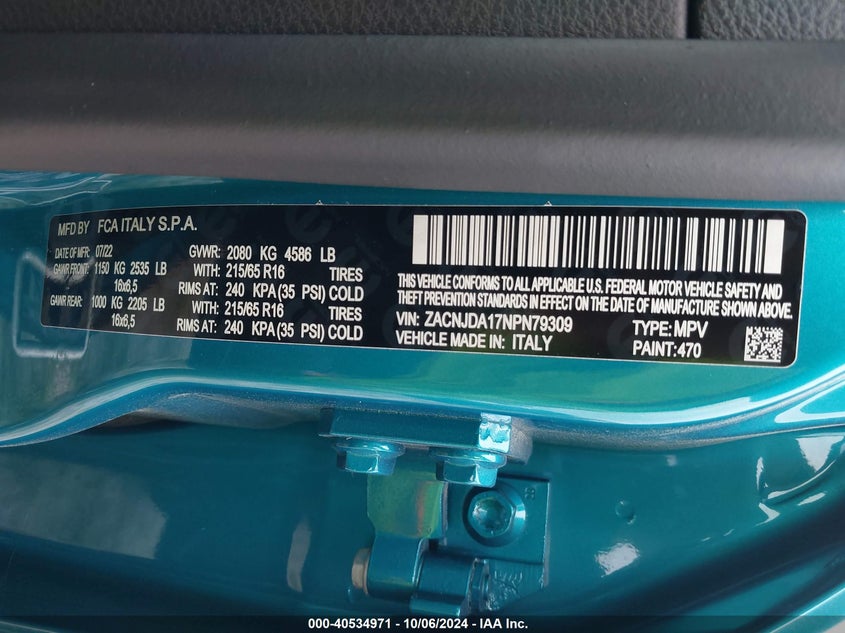 MFD BY FCA ITALY S.P.A.
DATE OF MFR: 07/22 GVWR: 2080 KG 4586 LB
GAWR FRONT: 1150 KG 2535 LB WITH: 215/65 R16 TIRES
16x6,5 RIMS AT: 240 KPA(35 PSI) COLD
GAWR REAR: 1000 KG 2205 LB WITH: 215/65 R16 TIRES
16x6,5 RIMS AT: 240 KPA(35 PSI) COLD
THIS VEHICLE CONFORMS TO ALL APPLICABLE U.S. FEDERAL MOTOR VEHICLE SAFETY AND
THEFT PREVENTION STANDARDS IN EFFECT ON THE DATE OF MANUFACTURE SHOWN ABOVE.
VIN: ZACNJDA17NPN79309 TYPE: MPV
VEHICLE MADE IN: ITALY PAINT:470
000-40534971 - 10/06/2024 - IAA Inc.